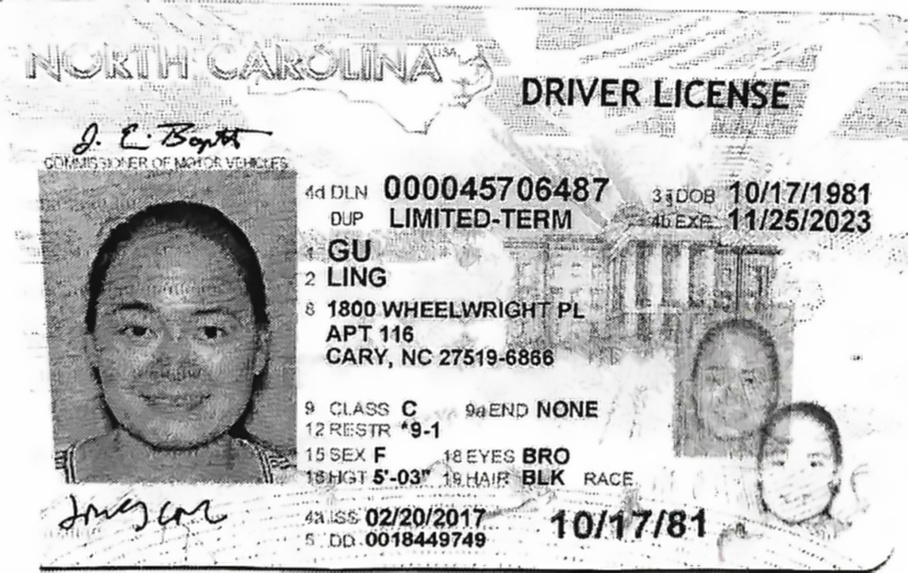 NORTH CAROLINA USA
DRIVER LICENSE
COMMISSIONER OF MOTOR VEHICLES
4d DLN 000045706487 3 DOB 10/17/1981
DUP LIMITED-TERM 4b EXP 11/25/2023
1 GU
2 LING
8 1800 WHEELWRIGHT PL
APT 116
CARY, NC 27519-6866
9 CLASS C 9a END NONE
12 RESTR *9-1
15 SEX F 18 EYES BRO
16 HGT 5'-03" 19 HAIR BLK RACE
4a ISS 02/20/2017 10/17/81
5 DD 0018449749